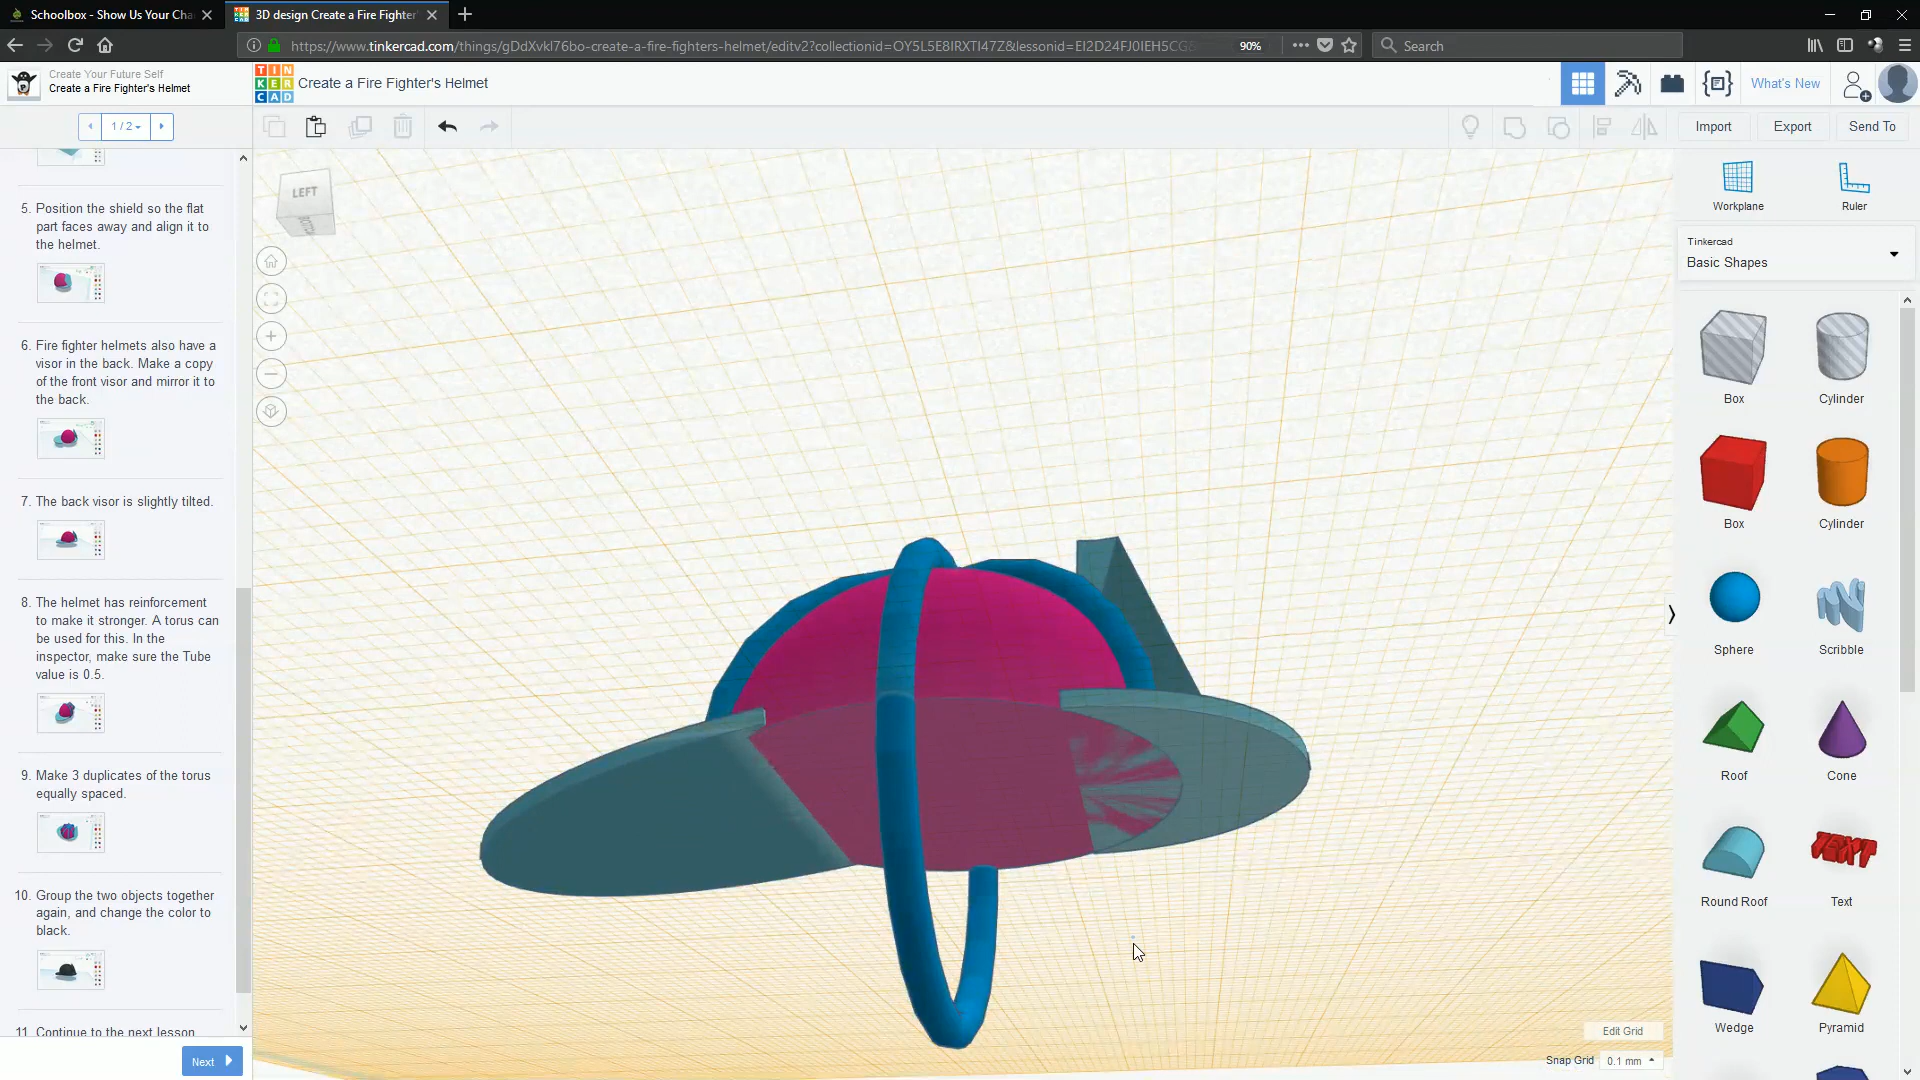 Schoolbox - Show Us Your Cha
3D design Create a Fire Fighter'
https://www.tinkercad.com/things/gDdXvkl76bo-create-a-fire-fighters-helmet/editv2?collectionid=OY5L5E8IRXTI47Z&lessonid=EI2D24FJ0IEH5CG
90%
Search
Create Your Future Self
Create a Fire Fighter's Helmet
TIN
KER
CAD
Create a Fire Fighter's Helmet
What's New
1 / 2
Import
Export
Send To
5. Position the shield so the flat
part faces away and align it to
the helmet.
6. Fire fighter helmets also have a
visor in the back. Make a copy
of the front visor and mirror it to
the back.
7. The back visor is slightly tilted.
8. The helmet has reinforcement
to make it stronger. A torus can
be used for this. In the
inspector, make sure the Tube
value is 0.5.
9. Make 3 duplicates of the torus
equally spaced.
10. Group the two objects together
again, and change the color to
black.
11. Continue to the next lesson
Next
LEFT
Workplane
Ruler
Tinkercad
Basic Shapes
Box
Cylinder
Box
Cylinder
Sphere
Scribble
Roof
Cone
TEXT
Round Roof
Text
Wedge
Pyramid
Edit Grid
Snap Grid 0.1 mm